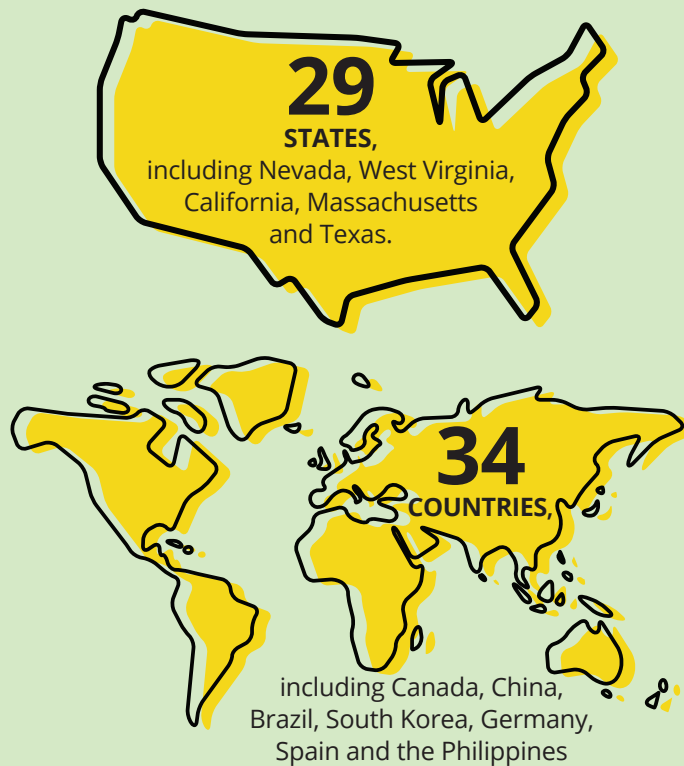 29
STATES,
including Nevada, West Virginia,
California, Massachusetts
and Texas.
34
COUNTRIES,
including Canada, China,
Brazil, South Korea, Germany,
Spain and the Philippines